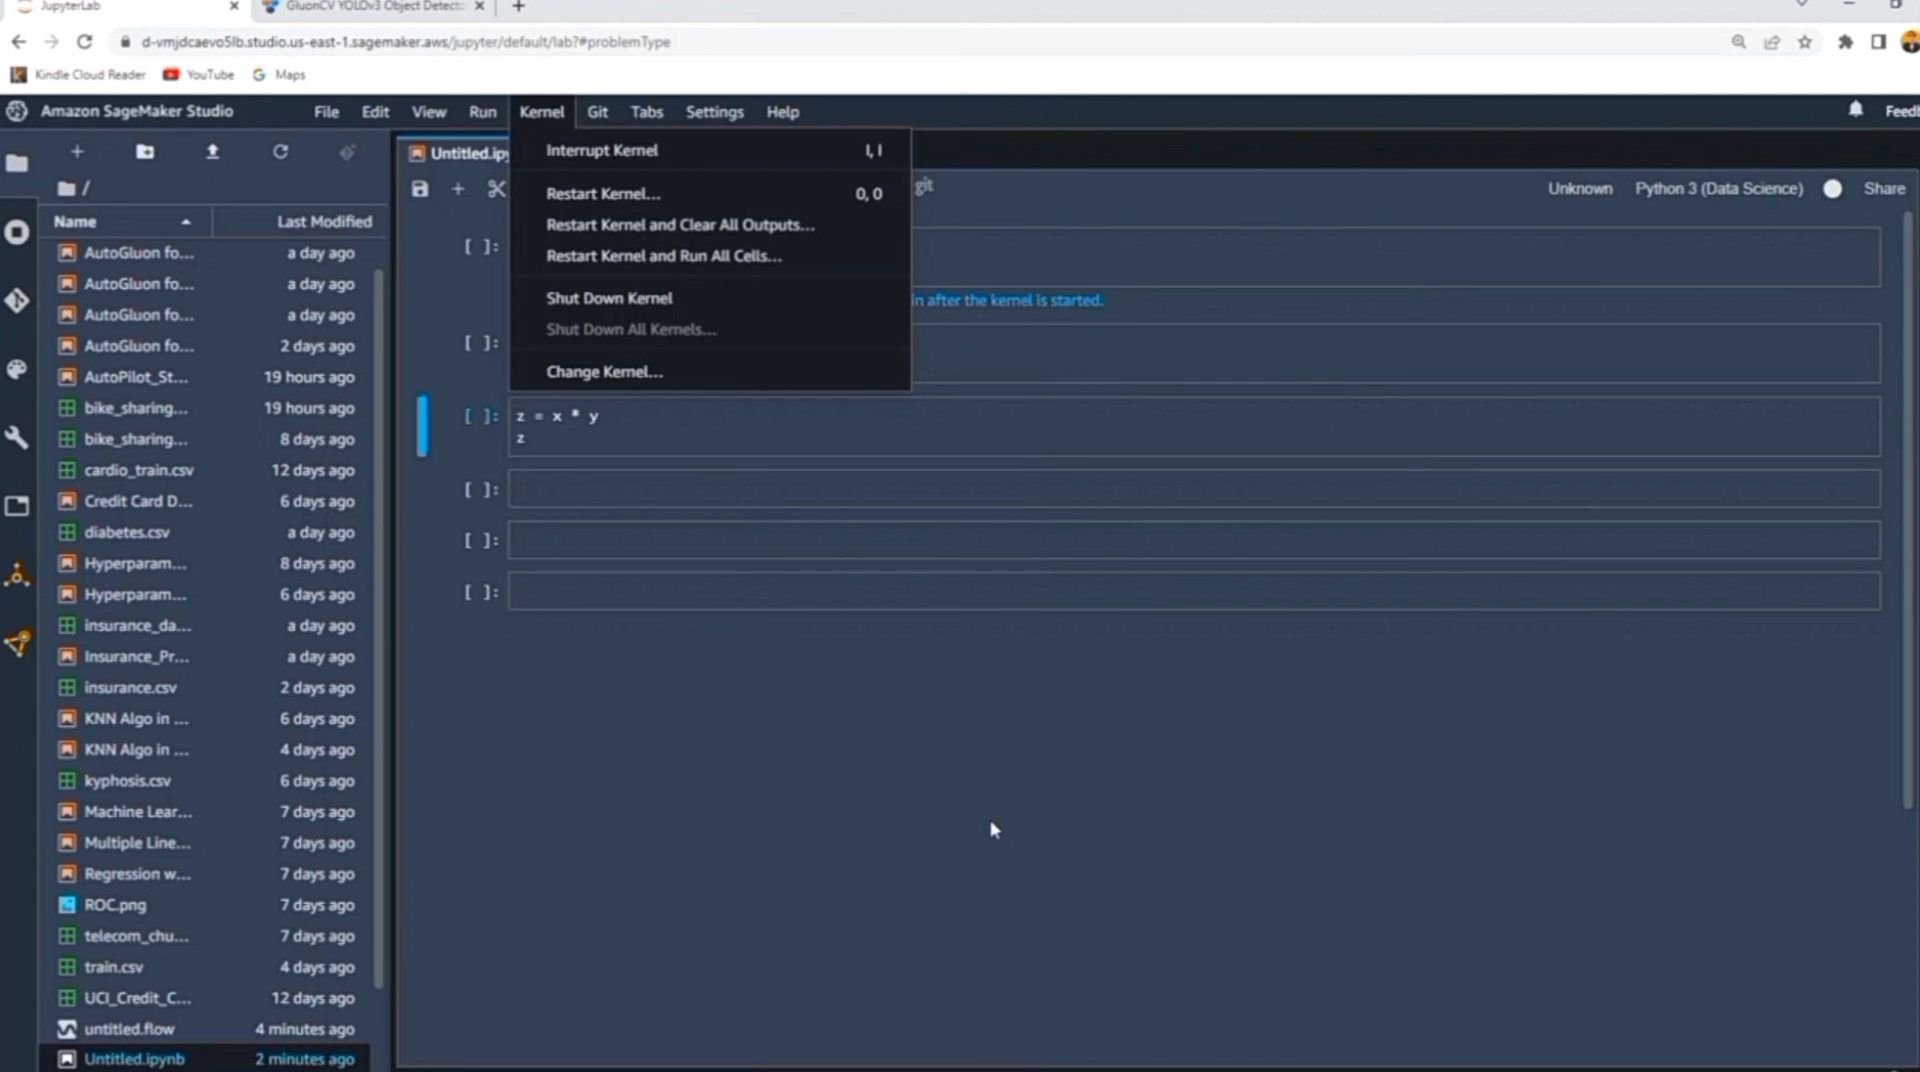 JupyterLab
GluonCV YOLOv3 Object Detect
d-vmjdcaevo5lb.studio.us-east-1.sagemaker.aws/jupyter/default/lab?#problemType
Kindle Cloud Reader YouTube Maps
Amazon SageMaker Studio File Edit View Run Kernel Git Tabs Settings Help Feed
Untitled.ip
git Unknown Python 3 (Data Science) Share
/
Name Last Modified
AutoGluon fo... a day ago
AutoGluon fo... a day ago
AutoGluon fo... a day ago
AutoGluon fo... 2 days ago
AutoPilot_St... 19 hours ago
bike_sharing... 19 hours ago
bike_sharing... 8 days ago
cardio_train.csv 12 days ago
Credit Card D... 6 days ago
diabetes.csv a day ago
Hyperparam... 8 days ago
Hyperparam... 6 days ago
insurance_da... a day ago
Insurance_Pr... a day ago
insurance.csv 2 days ago
KNN Algo in ... 6 days ago
KNN Algo in ... 4 days ago
kyphosis.csv 6 days ago
Machine Lear... 7 days ago
Multiple Line... 7 days ago
Regression w... 7 days ago
ROC.png 7 days ago
telecom_chu... 7 days ago
train.csv 4 days ago
UCI_Credit_C... 12 days ago
untitled.flow 4 minutes ago
Untitled.ipynb 2 minutes ago
Interrupt Kernel I, I
Restart Kernel... 0, 0
Restart Kernel and Clear All Outputs...
Restart Kernel and Run All Cells...
Shut Down Kernel
Shut Down All Kernels...
Change Kernel...
[ ]:
in after the kernel is started.
[ ]:
[ ]: z = x * y
z
[ ]:
[ ]:
[ ]: